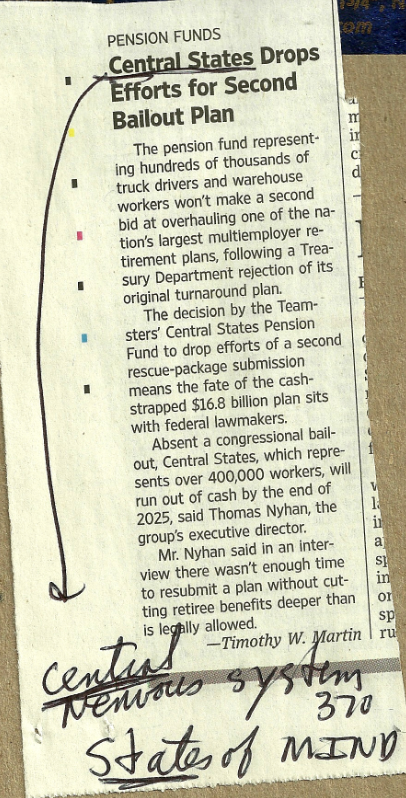 PENSION FUNDS
Central States Drops
Efforts for Second
Bailout Plan
The pension fund represent-
ing hundreds of thousands of
truck drivers and warehouse
workers won't make a second
bid at overhauling one of the na-
tion's largest multiemployer re-
tirement plans, following a Trea-
sury Department rejection of its
original turnaround plan.
The decision by the Team-
sters' Central States Pension
Fund to drop efforts of a second
rescue-package submission
means the fate of the cash-
strapped $16.8 billion plan sits
with federal lawmakers.
Absent a congressional bail-
out, Central States, which repre-
sents over 400,000 workers, will
run out of cash by the end of
2025, said Thomas Nyhan, the
group's executive director.
Mr. Nyhan said in an inter-
view there wasn't enough time
to resubmit a plan without cut-
ting retiree benefits deeper than
is legally allowed.
—Timothy W. Martin
central
Nervous system
370
States of MIND